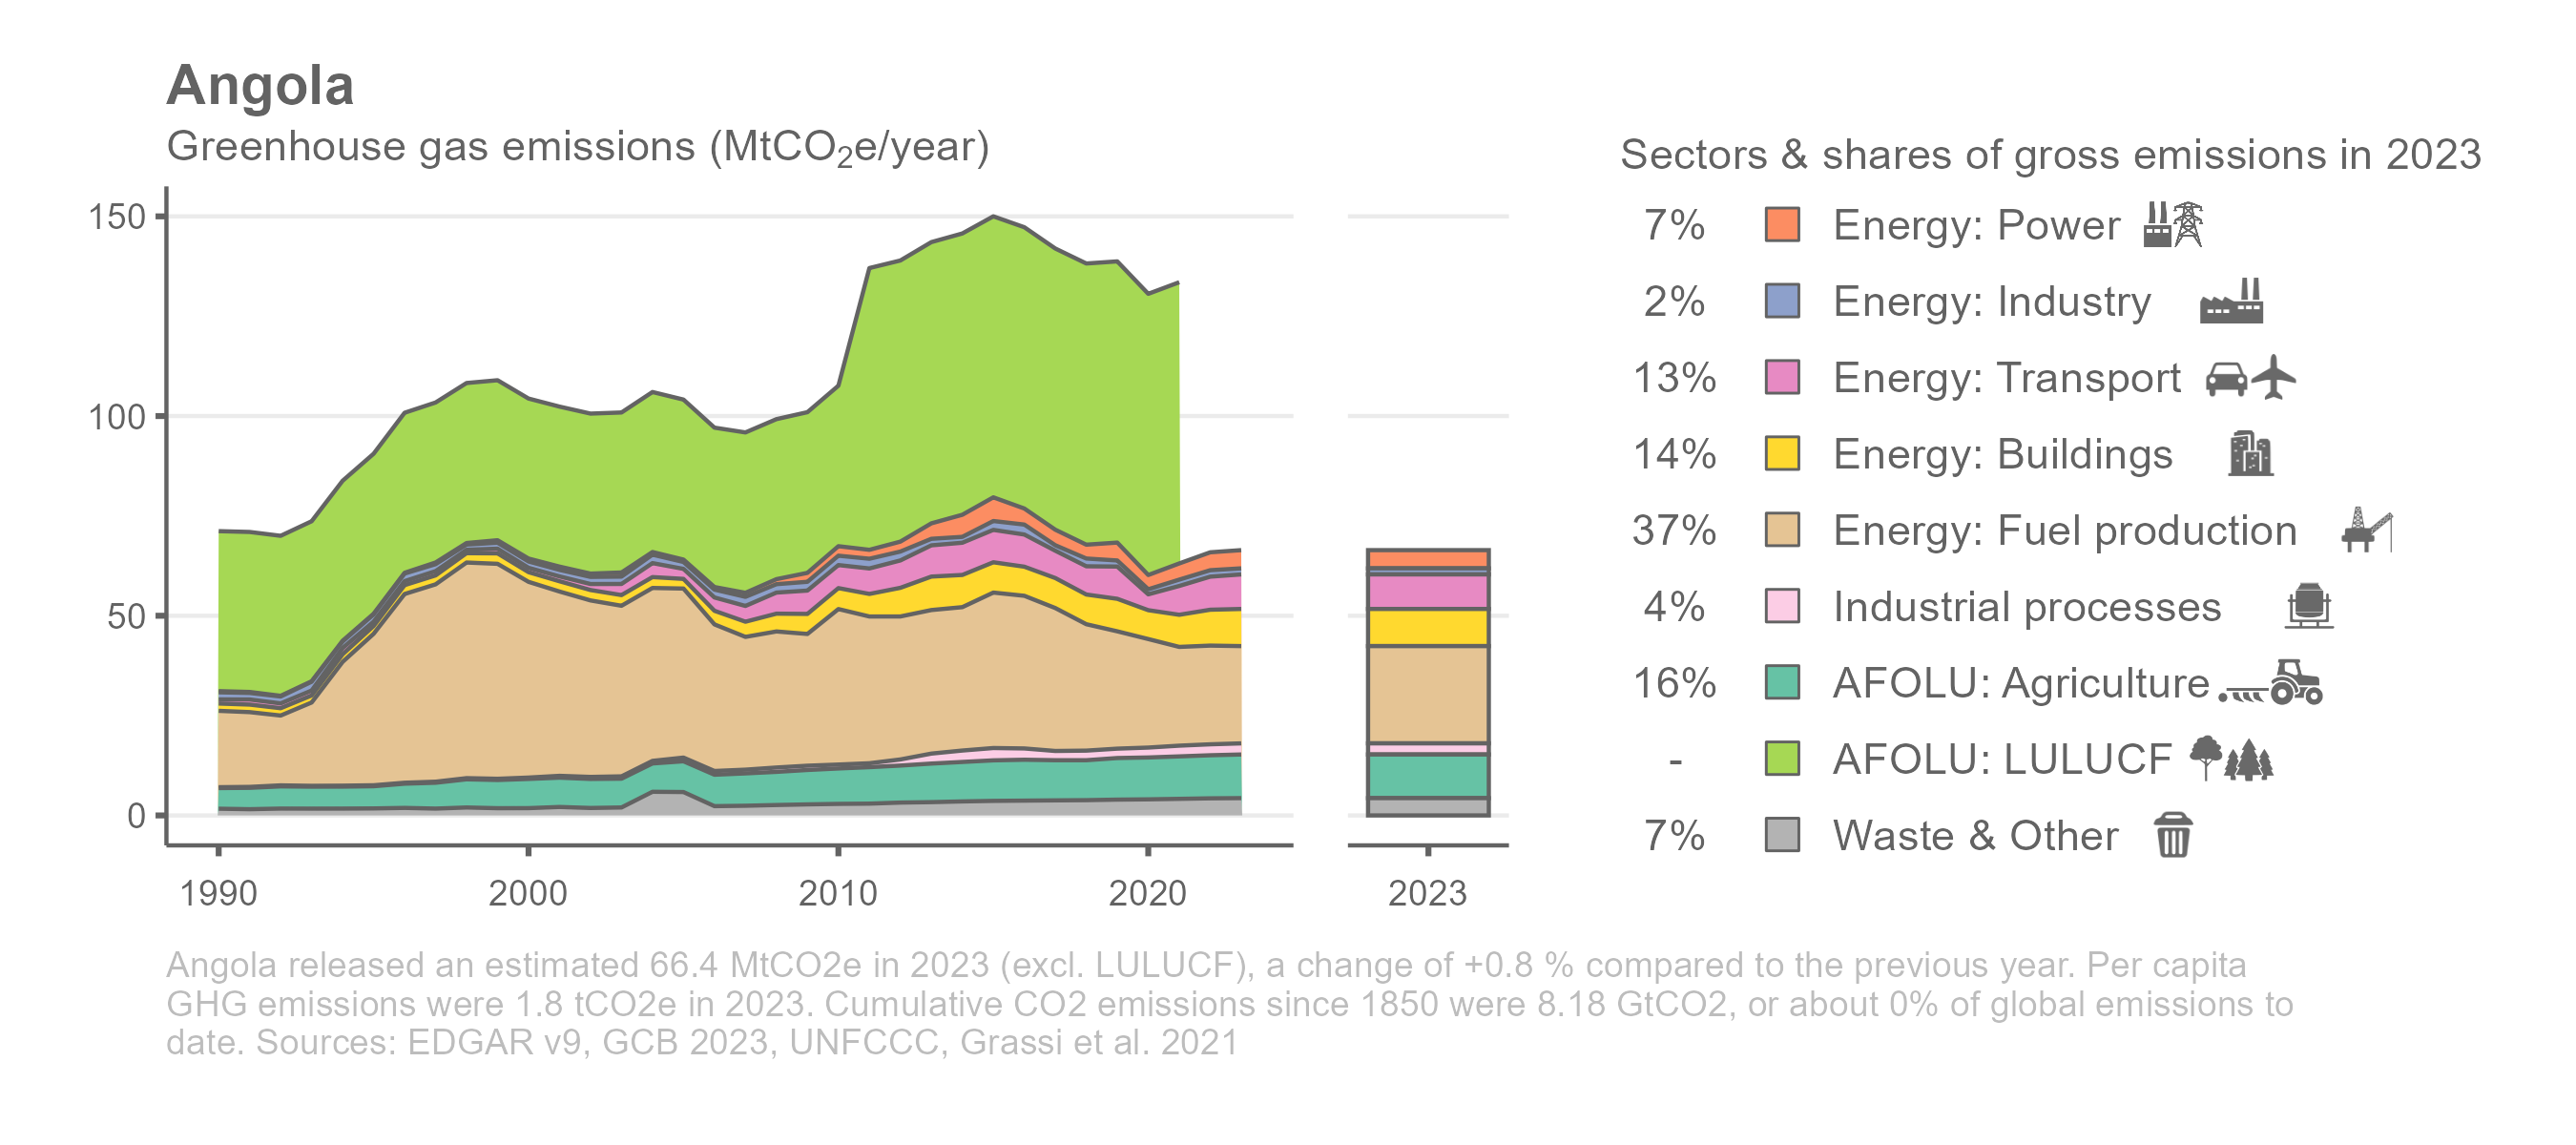 Angola
Greenhouse gas emissions (MtCO₂e/year)
150
100
50
0
1990 2000 2010 2020 2023
Sectors & shares of gross emissions in 2023
7% Energy: Power
2% Energy: Industry
13% Energy: Transport
14% Energy: Buildings
37% Energy: Fuel production
4% Industrial processes
16% AFOLU: Agriculture
- AFOLU: LULUCF
7% Waste & Other
Angola released an estimated 66.4 MtCO2e in 2023 (excl. LULUCF), a change of +0.8 % compared to the previous year. Per capita
GHG emissions were 1.8 tCO2e in 2023. Cumulative CO2 emissions since 1850 were 8.18 GtCO2, or about 0% of global emissions to
date. Sources: EDGAR v9, GCB 2023, UNFCCC, Grassi et al. 2021